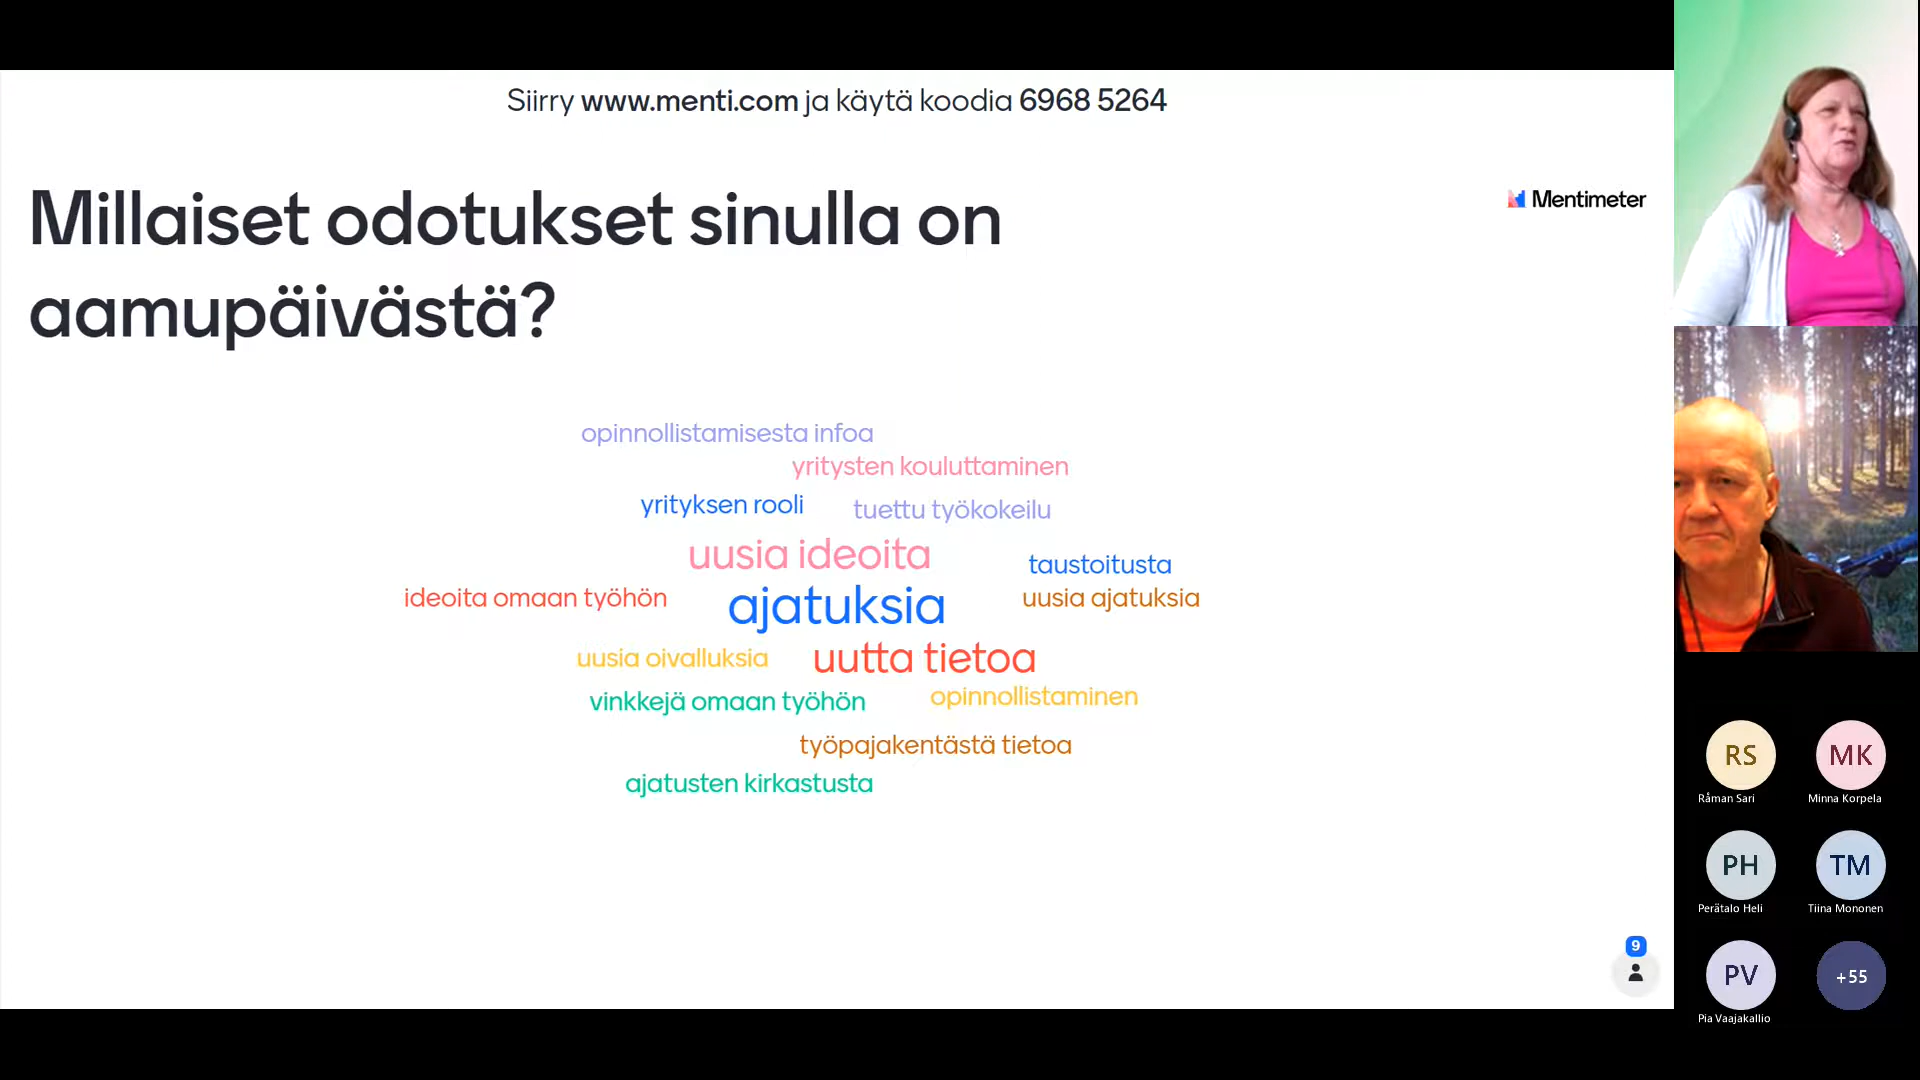 Siirry www.menti.com ja käytä koodia 6968 5264
Millaiset odotukset sinulla on
aamupäivästä?
Mentimeter
opinnollistamisesta infoa
yritysten kouluttaminen
yrityksen rooli
tuettu työkokeilu
uusia ideoita
taustoitusta
ideoita omaan työhön
ajatuksia
uusia ajatuksia
uusia oivalluksia
uutta tietoa
vinkkejä omaan työhön
opinnollistaminen
työpajakentästä tietoa
ajatusten kirkastusta
9
RS
MK
Råman Sari
Minna Korpela
PH
TM
Perätalo Heli
Tiina Mononen
PV
+55
Pia Vaajakallio